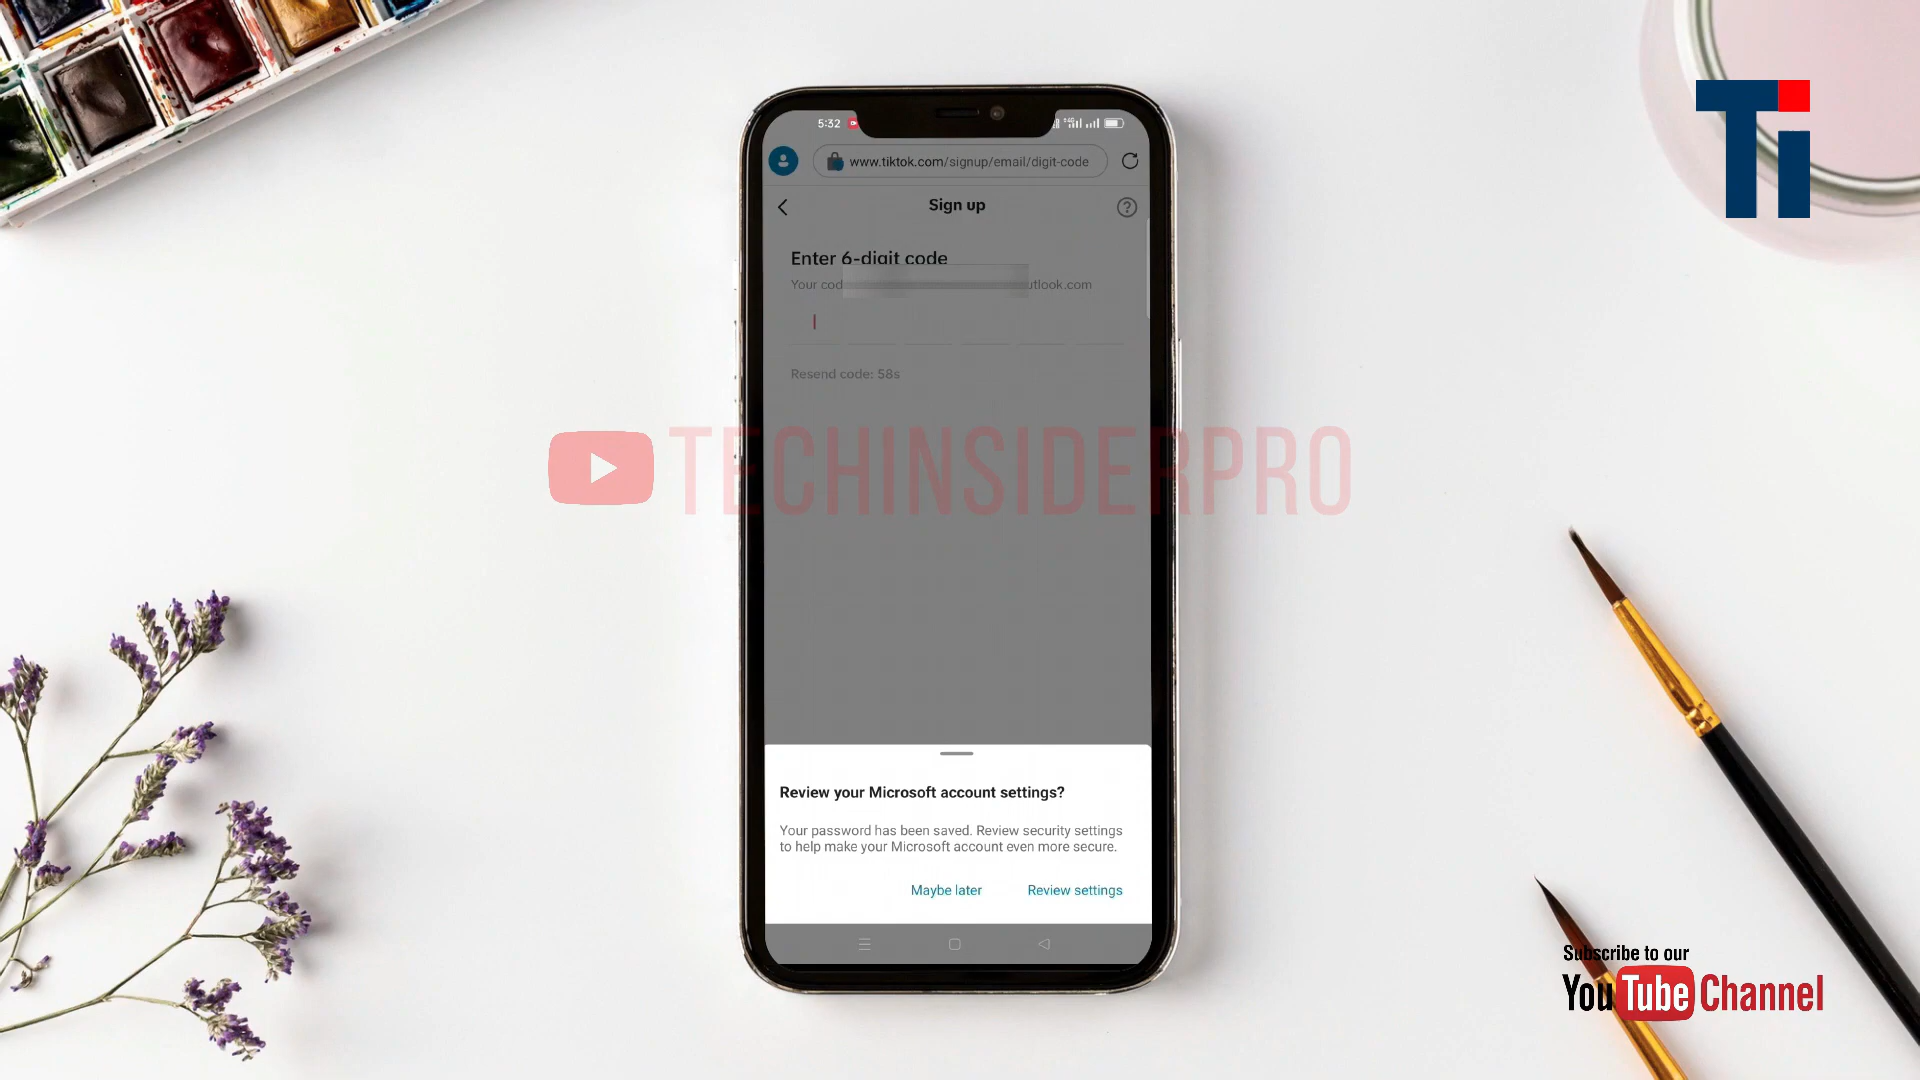 Ti
5:32
www.tiktok.com/signup/email/digit-code
Sign up
Enter 6-digit code
Your cod utlook.com
Resend code: 58s
TECHINSIDERPRO
Review your Microsoft account settings?
Your password has been saved. Review security settings
to help make your Microsoft account even more secure.
Maybe later Review settings
Subscribe to our
YouTube Channel